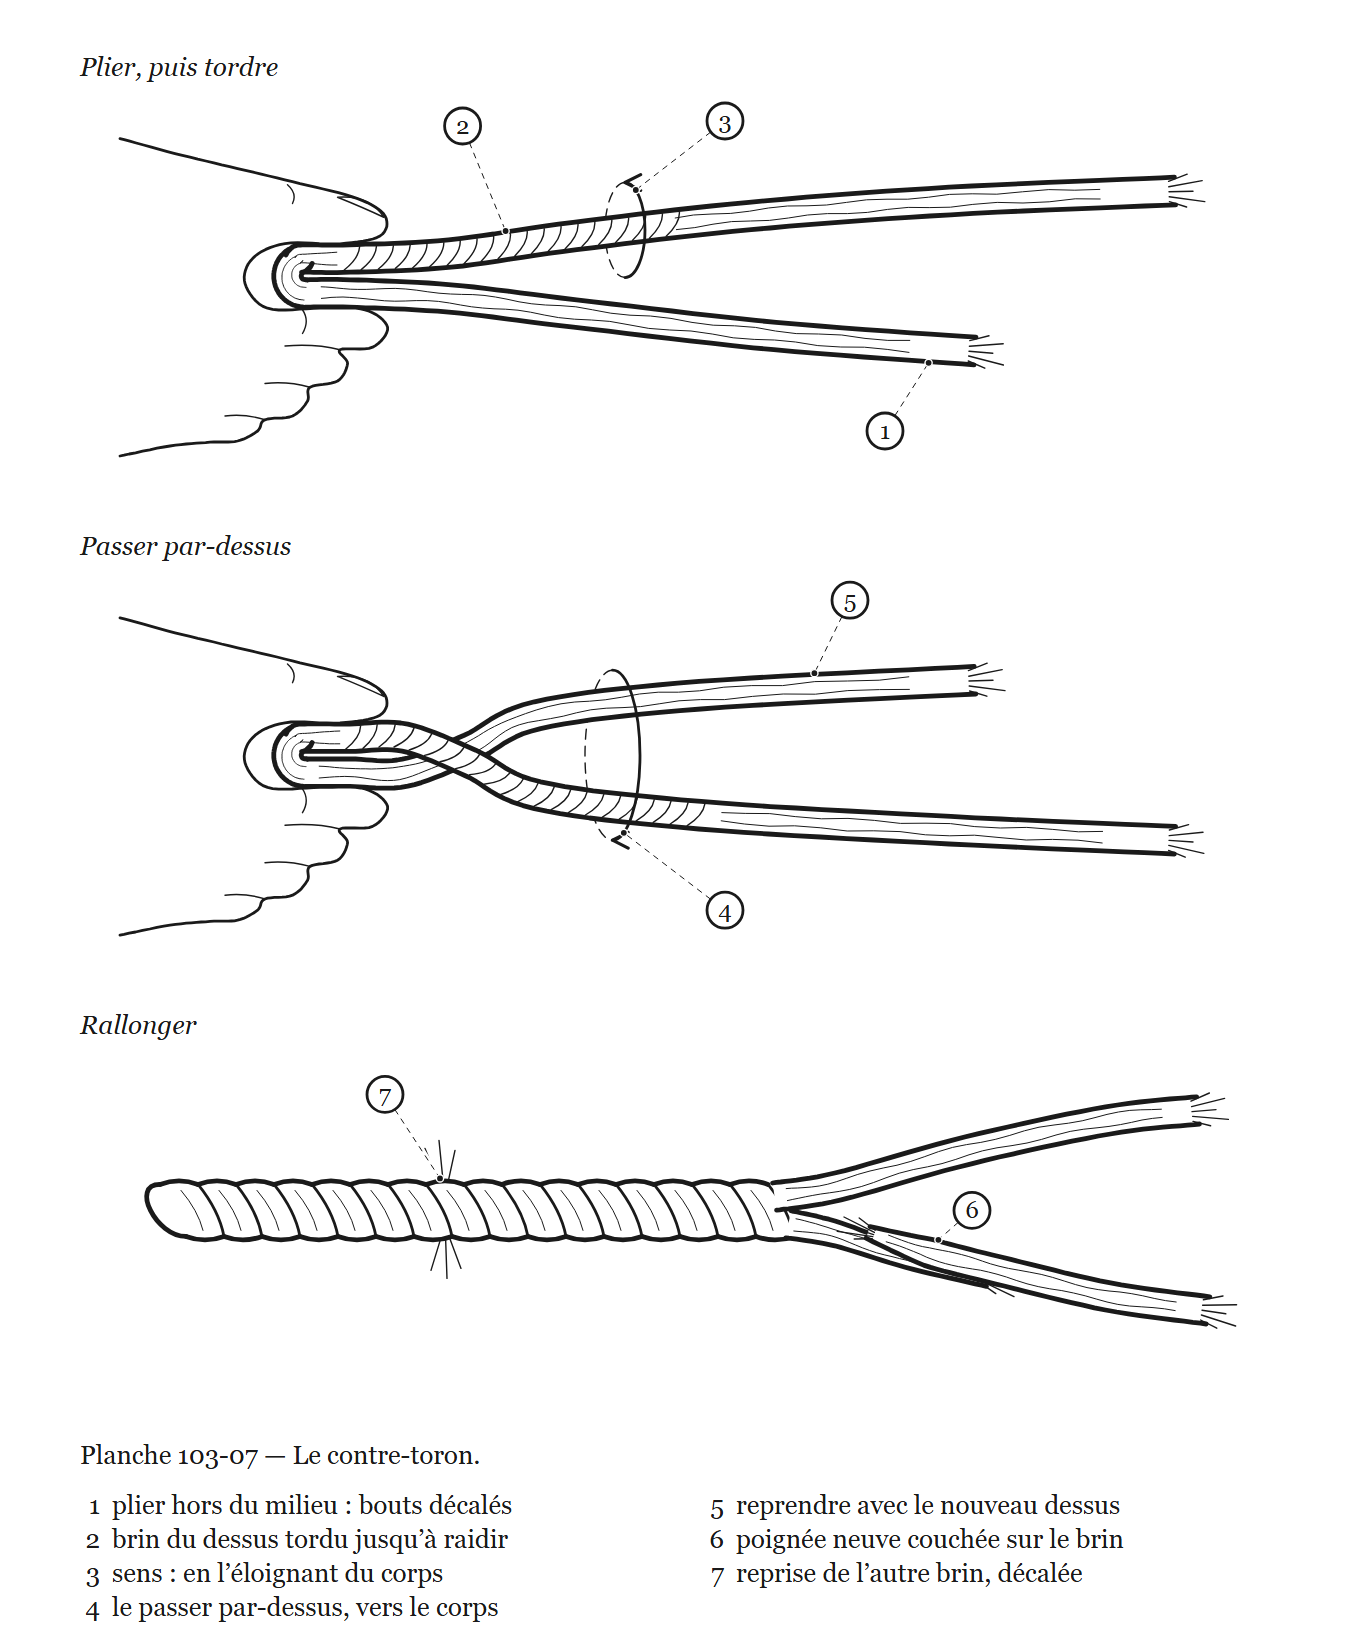 Plier, puis tordre
2
3
1
Passer par-dessus
5
4
Rallonger
7
6
Planche 103-07 — Le contre-toron.
1 plier hors du milieu : bouts décalés
2 brin du dessus tordu jusqu’à raidir
3 sens : en l’éloignant du corps
4 le passer par-dessus, vers le corps
5 reprendre avec le nouveau dessus
6 poignée neuve couchée sur le brin
7 reprise de l’autre brin, décalée